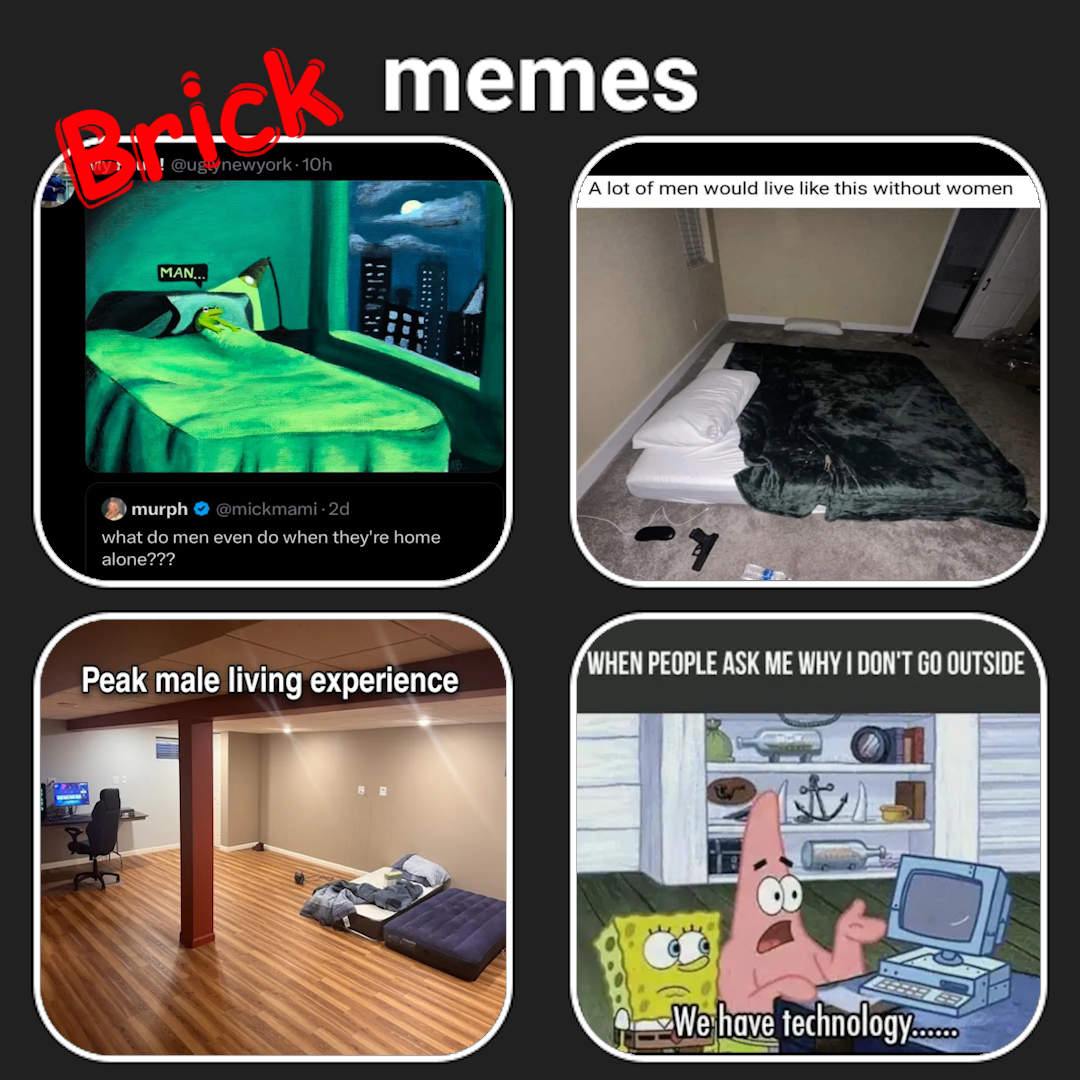 Brick memes
@uglynewyork · 10h
MAN...
murph @mickmami · 2d
what do men even do when they're home
alone???
A lot of men would live like this without women
Peak male living experience
WHEN PEOPLE ASK ME WHY I DON'T GO OUTSIDE
We have technology......